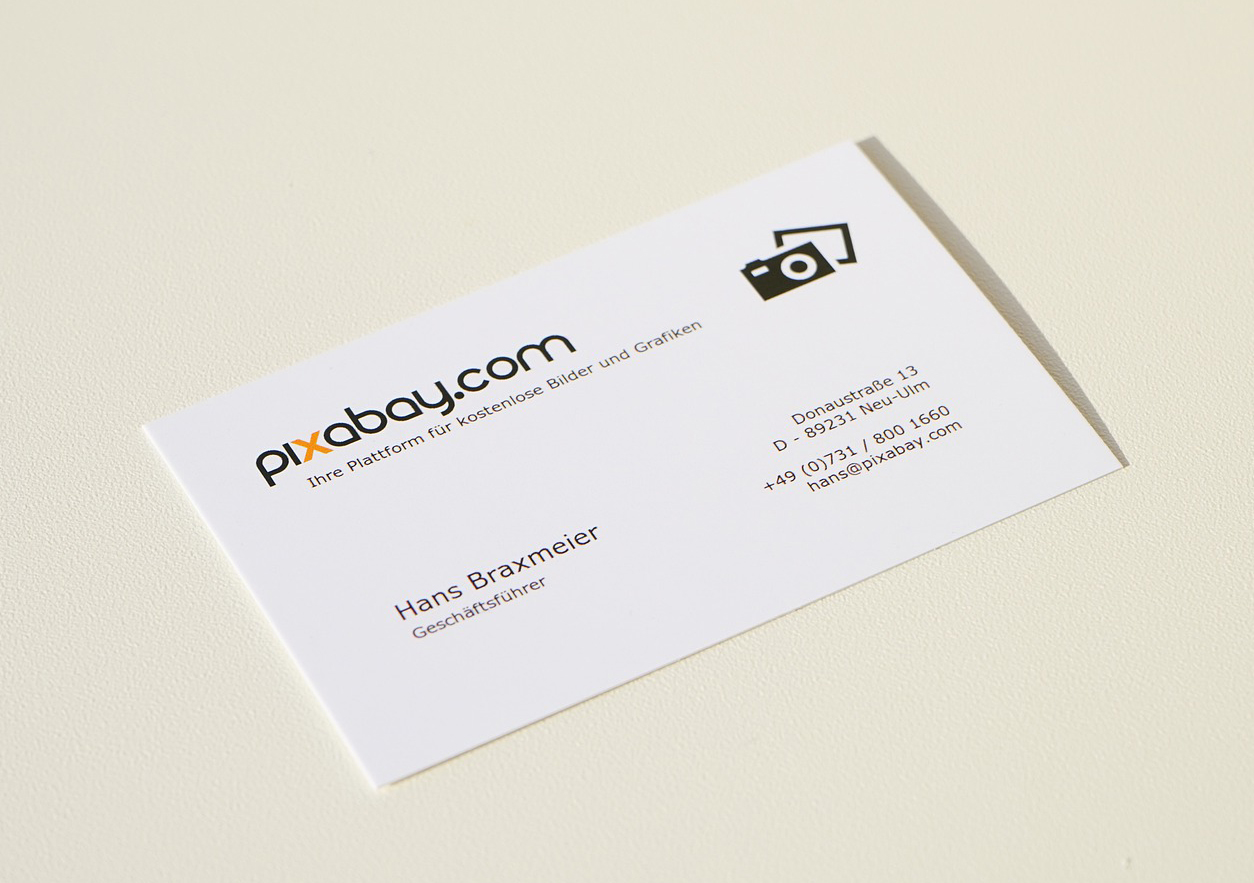 pixabay.com
Ihre Plattform für kostenlose Bilder und Grafiken
Hans Braxmeier
Geschäftsführer
Donaustraße 13
D - 89231 Neu-Ulm
+49 (0)731 / 800 1660
hans@pixabay.com